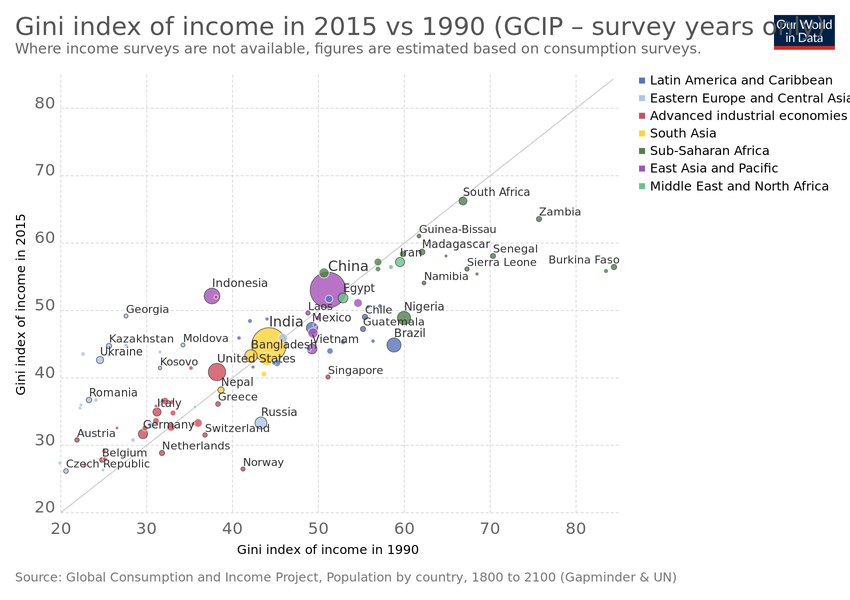 Gini index of income in 2015 vs 1990 (GCIP – survey years only)
Our World
in Data
Where income surveys are not available, figures are estimated based on consumption surveys.
Latin America and Caribbean
Eastern Europe and Central Asia
Advanced industrial economies
South Asia
Sub-Saharan Africa
East Asia and Pacific
Middle East and North Africa
Gini index of income in 2015
80
70
60
50
40
30
20
South Africa
Zambia
Guinea-Bissau
Madagascar
Iran
Senegal
Burkina Faso
Sierra Leone
China
Namibia
Indonesia
Egypt
Georgia
Laos
Chile
Nigeria
India
Mexico
Guatemala
Brazil
Kazakhstan
Moldova
Bangladesh
Vietnam
Ukraine
Kosovo
United States
Singapore
Nepal
Romania
Greece
Italy
Russia
Austria
Germany
Switzerland
Belgium
Netherlands
Czech Republic
Norway
20 30 40 50 60 70 80
Gini index of income in 1990
Source: Global Consumption and Income Project, Population by country, 1800 to 2100 (Gapminder & UN)